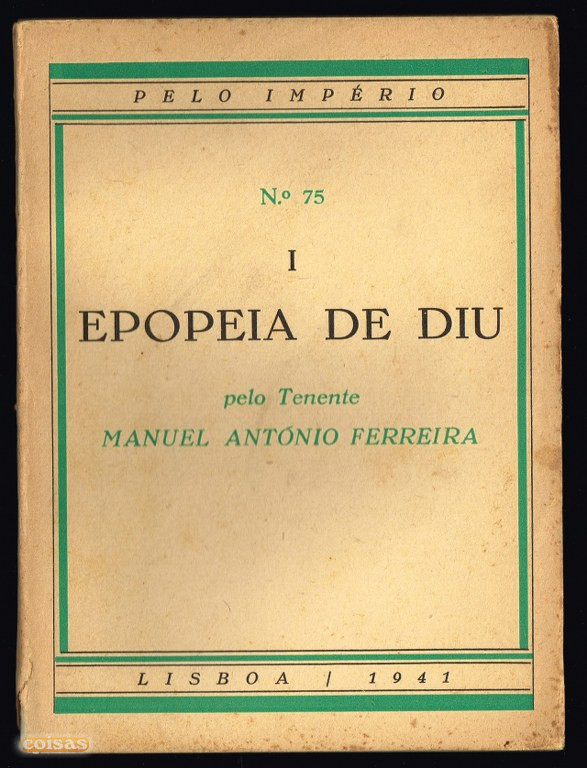 PELO IMPÉRIO
N.º 75
I
EPOPEIA DE DIU
pelo Tenente
MANUEL ANTÓNIO FERREIRA
LISBOA / 1941
coisas